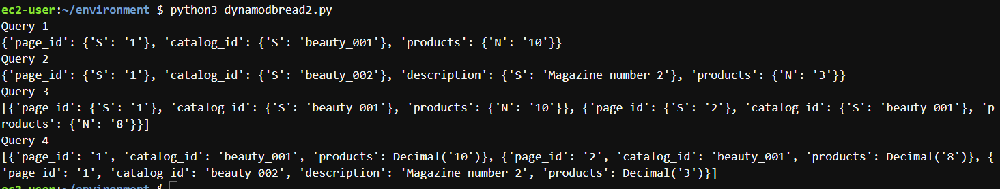 ec2-user:~/environment $ python3 dynamodbread2.py
Query 1
{'page_id': {'S': '1'}, 'catalog_id': {'S': 'beauty_001'}, 'products': {'N': '10'}}
Query 2
{'page_id': {'S': '1'}, 'catalog_id': {'S': 'beauty_002'}, 'description': {'S': 'Magazine number 2'}, 'products': {'N': '3'}}
Query 3
[{'page_id': {'S': '1'}, 'catalog_id': {'S': 'beauty_001'}, 'products': {'N': '10'}}, {'page_id': {'S': '2'}, 'catalog_id': {'S': 'beauty_001'}, 'p
roducts': {'N': '8'}}]
Query 4
[{'page_id': '1', 'catalog_id': 'beauty_001', 'products': Decimal('10')}, {'page_id': '2', 'catalog_id': 'beauty_001', 'products': Decimal('8')}, {
'page_id': '1', 'catalog_id': 'beauty_002', 'description': 'Magazine number 2', 'products': Decimal('3')}]
ec2-user:~/environment $